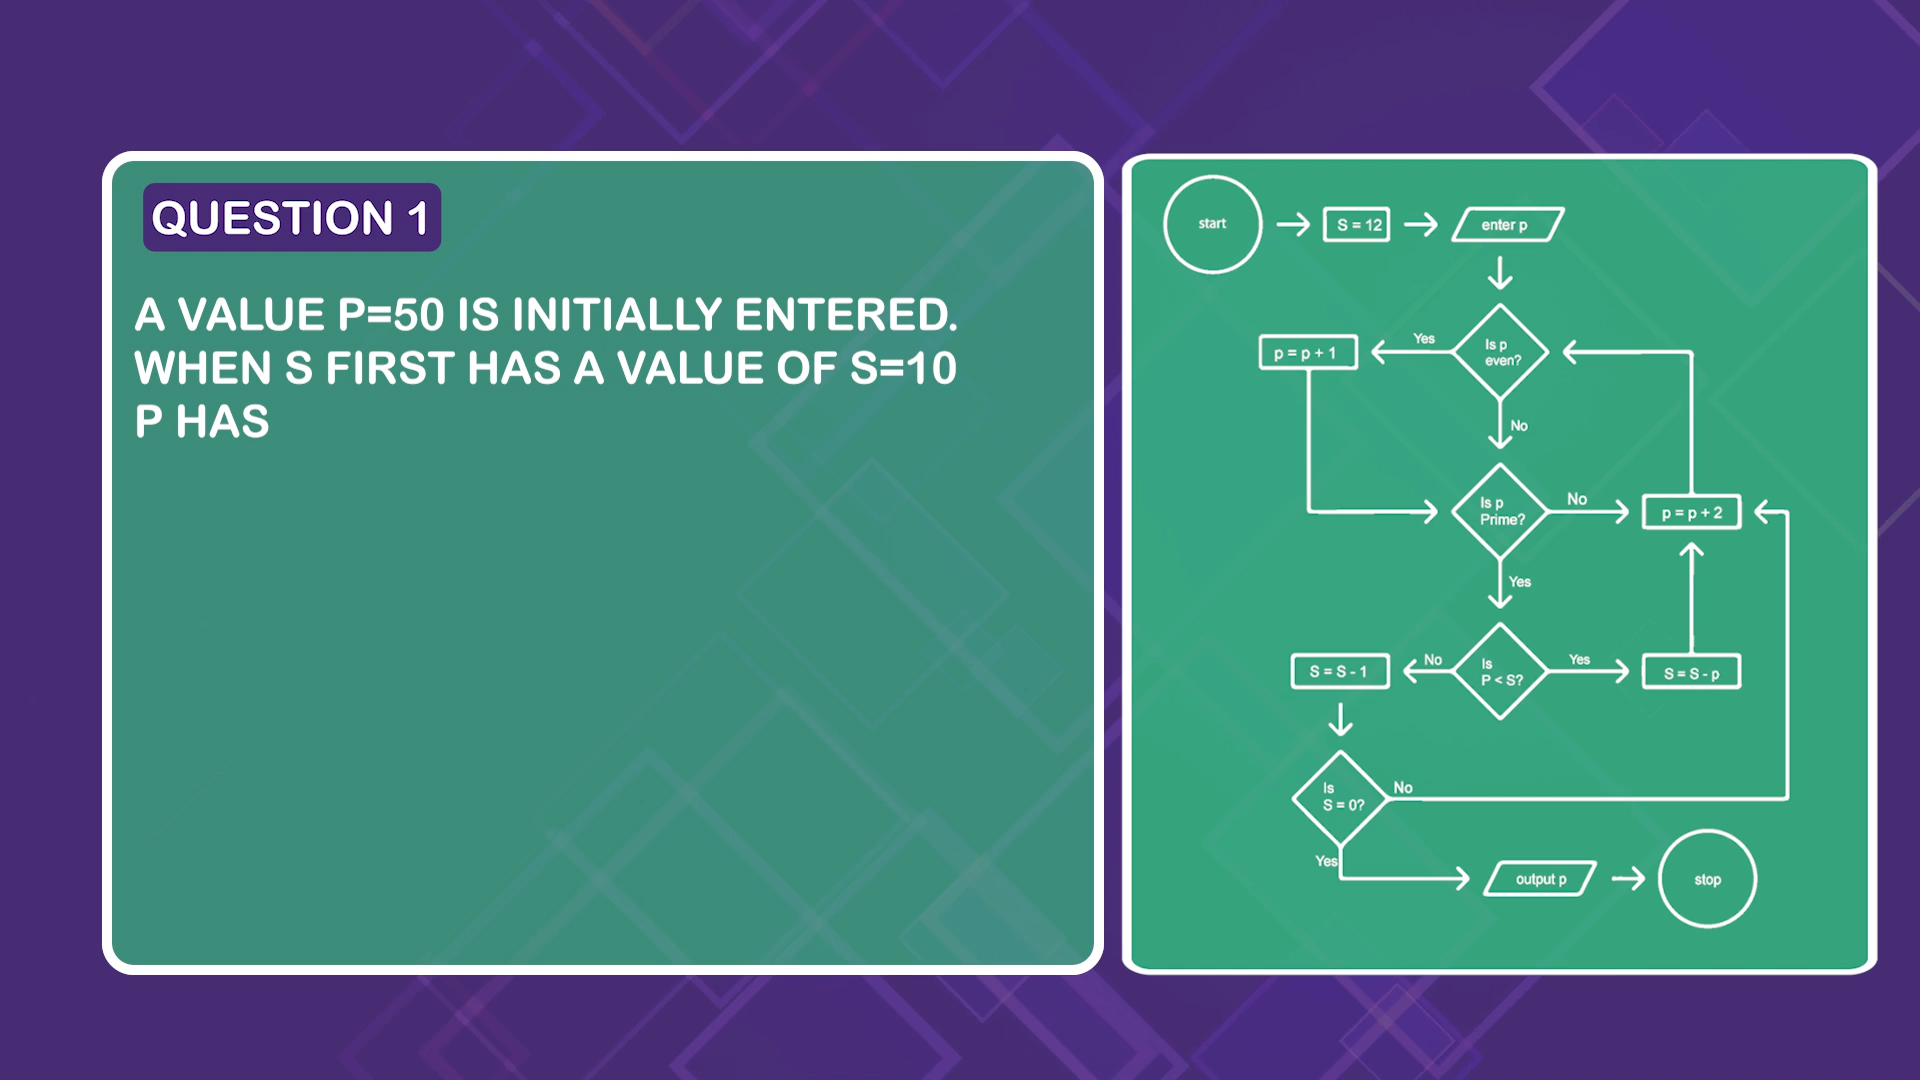 QUESTION 1
A VALUE P=50 IS INITIALLY ENTERED.
WHEN S FIRST HAS A VALUE OF S=10
P HAS
start
S = 12
enter p
p = p + 1
Yes
Is p
even?
No
Is p
Prime?
No
p = p + 2
Yes
S = S - 1
No
Is
P < S?
Yes
S = S - p
Is
S = 0?
No
Yes
output p
stop